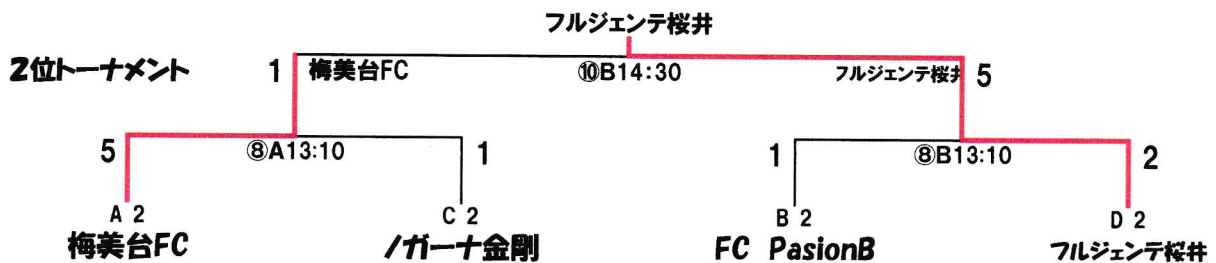 フルジェンテ桜井
2位トーナメント
1
梅美台FC
⑩B14:30
フルジェンテ桜井
5
5
⑧A13:10
1
1
⑧B13:10
2
A 2
C 2
B 2
D 2
梅美台FC
ノガーナ金剛
FC PasionB
フルジェンテ桜井